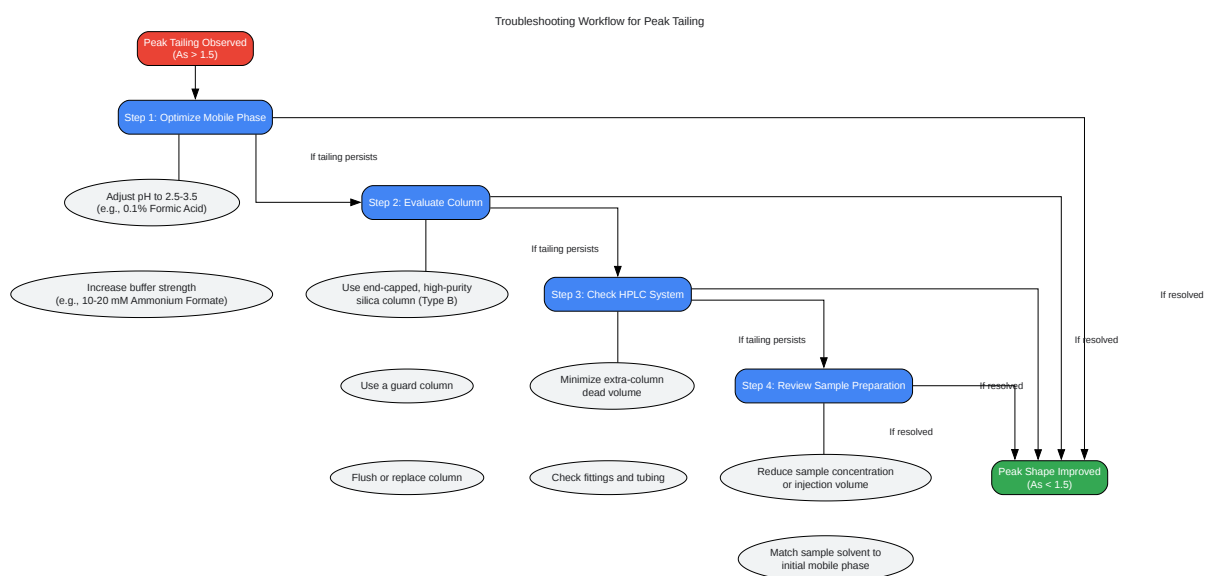 Troubleshooting Workflow for Peak Tailing
Peak Tailing Observed
(As > 1.5)
Step 1: Optimize Mobile Phase
If tailing persists
Adjust pH to 2.5-3.5
(e.g., 0.1% Formic Acid)
Step 2: Evaluate Column
If tailing persists
Increase buffer strength
(e.g., 10-20 mM Ammonium Formate)
Use end-capped, high-purity
silica column (Type B)
Step 3: Check HPLC System
If resolved
If tailing persists
If resolved
Use a guard column
Minimize extra-column
dead volume
Step 4: Review Sample Preparation
If resolved
If resolved
Flush or replace column
Check fittings and tubing
Reduce sample concentration
or injection volume
Peak Shape Improved
(As < 1.5)
Match sample solvent to
initial mobile phase